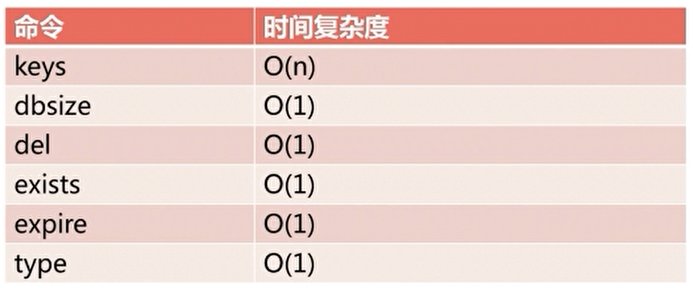 命令 时间复杂度
keys O(n)
dbsize O(1)
del O(1)
exists O(1)
expire O(1)
type O(1)